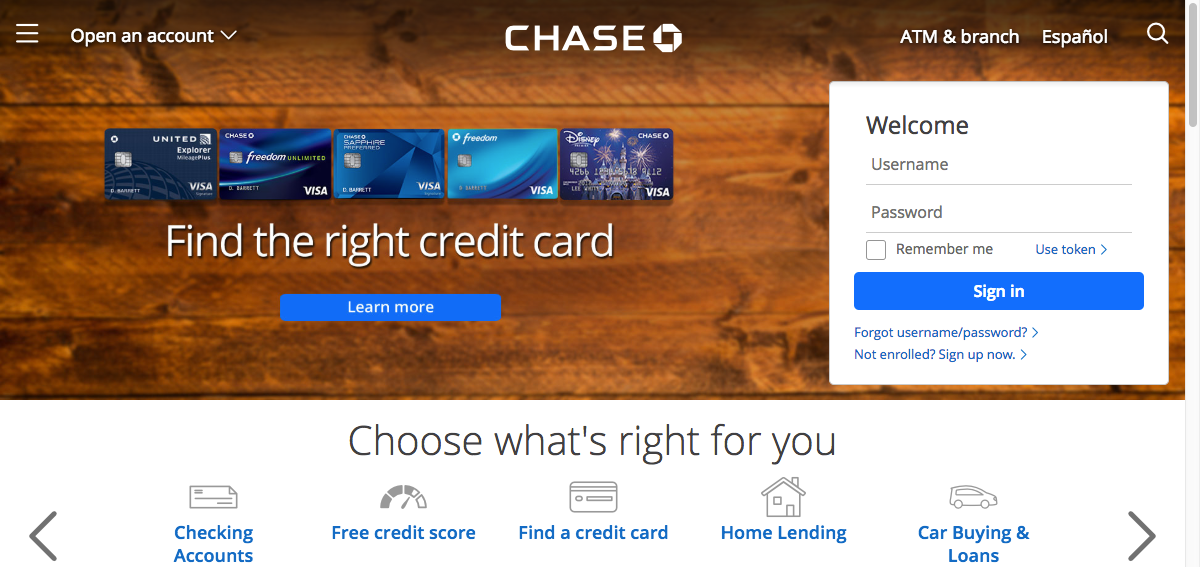 Open an account
CHASE
ATM & branch
Español
UNITED
Explorer
MileagePlus
D. BARRETT
VISA
Signature
CHASE
freedom UNLIMITED
D. BARRETT
VISA
CHASE
SAPPHIRE
PREFERRED
D. BARRETT
VISA
Signature
freedom
D. BARRETT
VISA
Disney
CHASE
VISA
Find the right credit card
Learn more
Welcome
Username
Password
Remember me
Use token
Sign in
Forgot username/password?
Not enrolled? Sign up now.
Choose what's right for you
Checking
Accounts
Free credit score
Find a credit card
Home Lending
Car Buying &
Loans